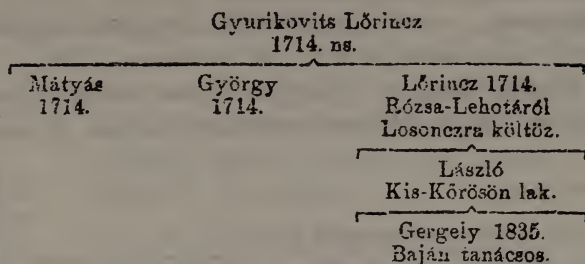 Gyurikovits Lőrincz
1714. ns.
Mátyás György Lőrincz 1714.
1714. 1714. Rózsa-Lehotáról
Losonczra költöz.
László
Kis-Kőrösön lak.
Gergely 1835.
Baján tanácsos.